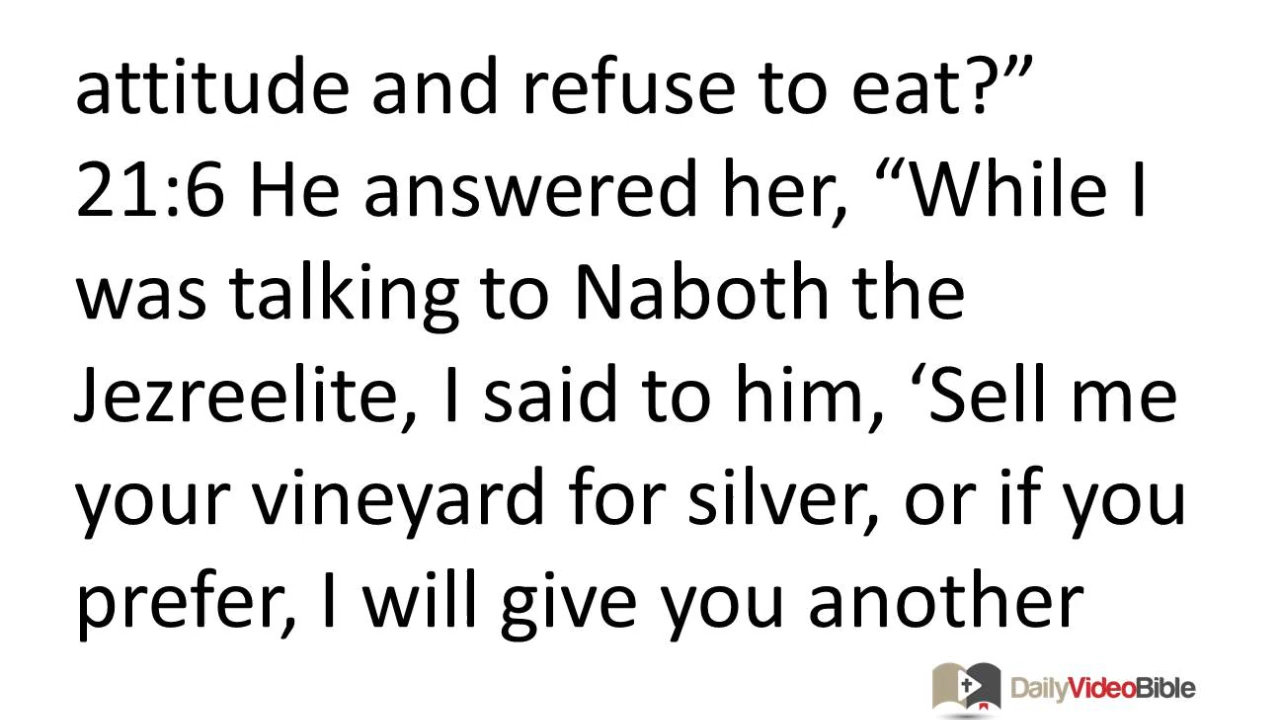 attitude and refuse to eat?”
21:6 He answered her, “While I
was talking to Naboth the
Jezreelite, I said to him, ‘Sell me
your vineyard for silver, or if you
prefer, I will give you another
DailyVideoBible